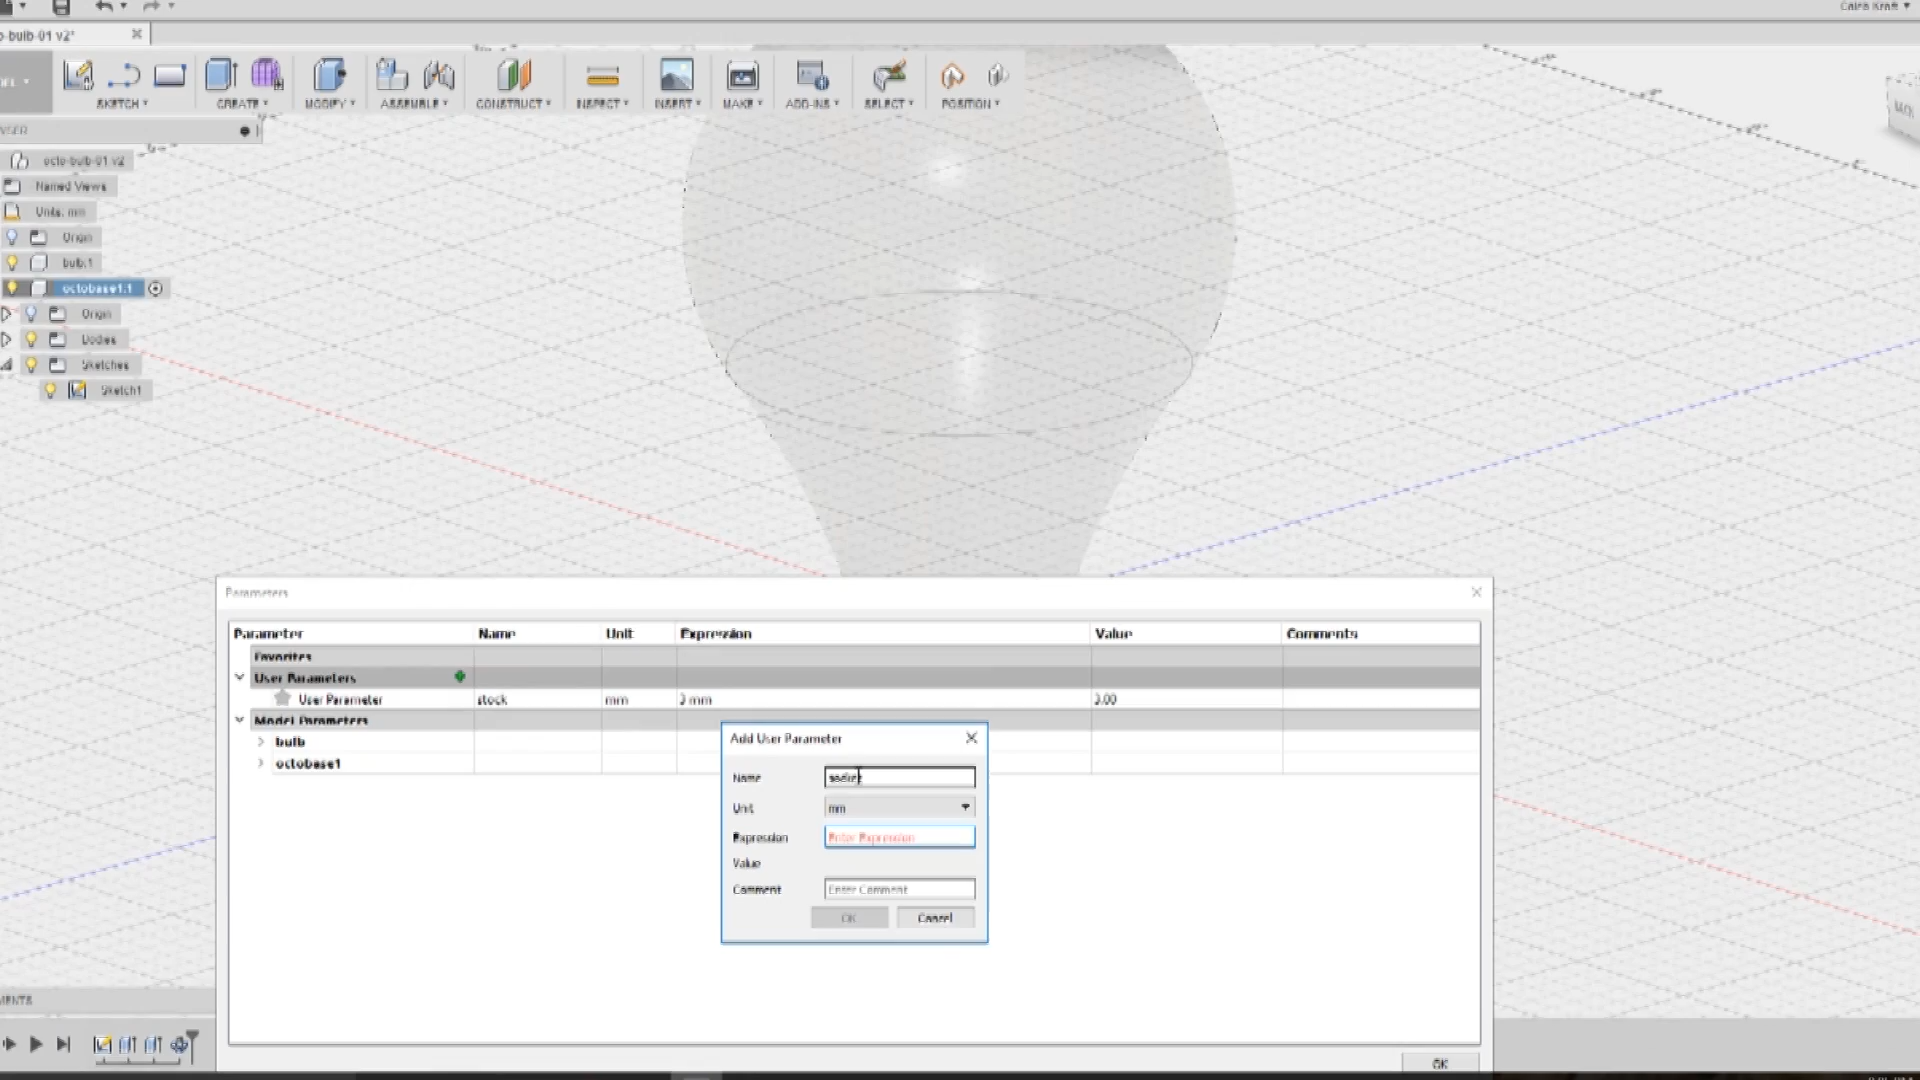 Caleb Kraft
o-bulb-01 v2*
SKETCH CREATE MODIFY ASSEMBLE CONSTRUCT INSPECT INSERT MAKE ADD-INS SELECT POSITION
octo-bulb-01 v2
Named Views
Units: mm
Origin
bulb:1
octobase1:1
Origin
Bodies
Sketches
Sketch1
Parameters
Parameter Name Unit Expression Value Comments
Favorites
User Parameters
User Parameter stock mm 3 mm 3.00
Model Parameters
bulb
octobase1
Add User Parameter
Name
Unit mm
Expression Enter Expression
Value
Comment Enter Comment
OK Cancel
OK